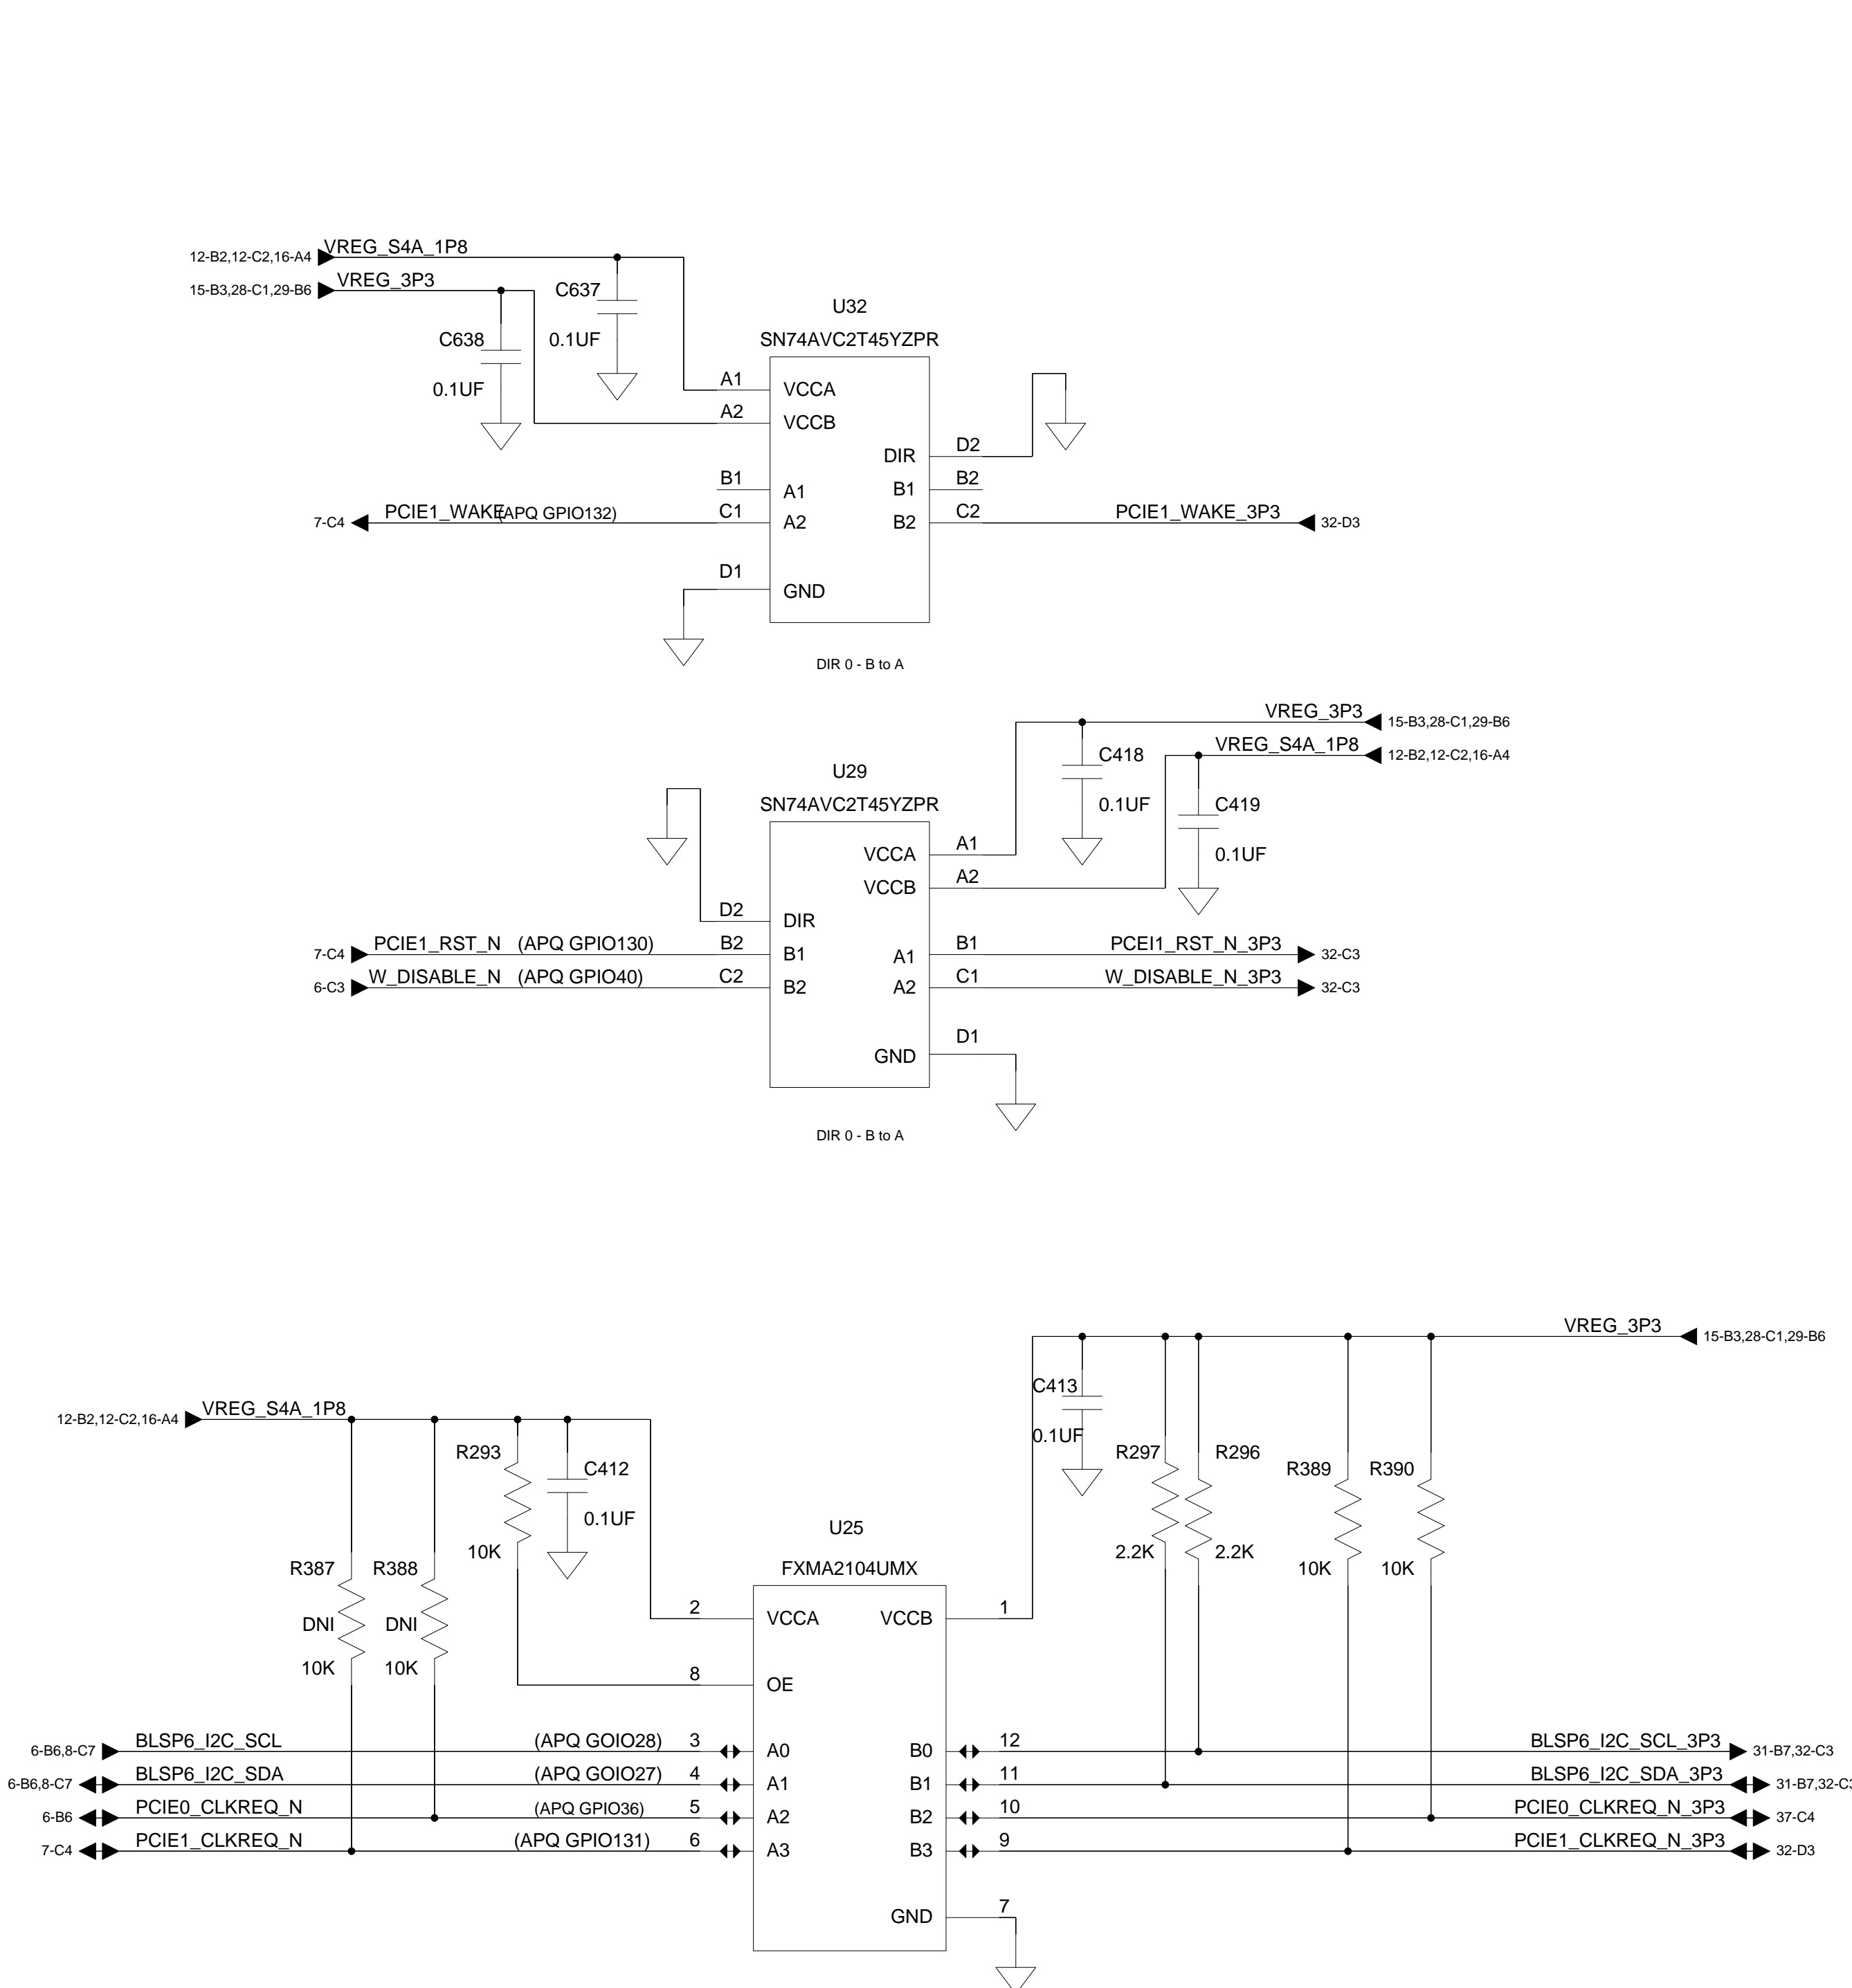 VREG_S4A_1P8
12-B2,12-C2,16-A4
VREG_3P3
15-B3,28-C1,29-B6
C637
0.1UF
C638
0.1UF
U32
SN74AVC2T45YZPR
A1
VCCA
A2
VCCB
DIR
D2
B1
A1
B1
B2
7-C4
PCIE1_WAKE
(APQ GPIO132)
C1
A2
B2
C2
PCIE1_WAKE_3P3
32-D3
D1
GND
DIR 0 - B to A
VREG_3P3
15-B3,28-C1,29-B6
VREG_S4A_1P8
12-B2,12-C2,16-A4
C418
0.1UF
C419
0.1UF
U29
SN74AVC2T45YZPR
VCCA
A1
VCCB
A2
D2
DIR
7-C4
PCIE1_RST_N
(APQ GPIO130)
B2
B1
A1
B1
PCEI1_RST_N_3P3
32-C3
6-C3
W_DISABLE_N
(APQ GPIO40)
C2
B2
A2
C1
W_DISABLE_N_3P3
32-C3
GND
D1
DIR 0 - B to A
VREG_3P3
15-B3,28-C1,29-B6
C413
0.1UF
12-B2,12-C2,16-A4
VREG_S4A_1P8
R293
10K
C412
0.1UF
R297
2.2K
R296
2.2K
R389
10K
R390
10K
R387
DNI
10K
R388
DNI
10K
U25
FXMA2104UMX
2
VCCA
VCCB
1
8
OE
6-B6,8-C7
BLSP6_I2C_SCL
(APQ GOIO28)
3
A0
B0
12
BLSP6_I2C_SCL_3P3
31-B7,32-C3
6-B6,8-C7
BLSP6_I2C_SDA
(APQ GOIO27)
4
A1
B1
11
BLSP6_I2C_SDA_3P3
31-B7,32-C
6-B6
PCIE0_CLKREQ_N
(APQ GPIO36)
5
A2
B2
10
PCIE0_CLKREQ_N_3P3
37-C4
7-C4
PCIE1_CLKREQ_N
(APQ GPIO131)
6
A3
B3
9
PCIE1_CLKREQ_N_3P3
32-D3
GND
7